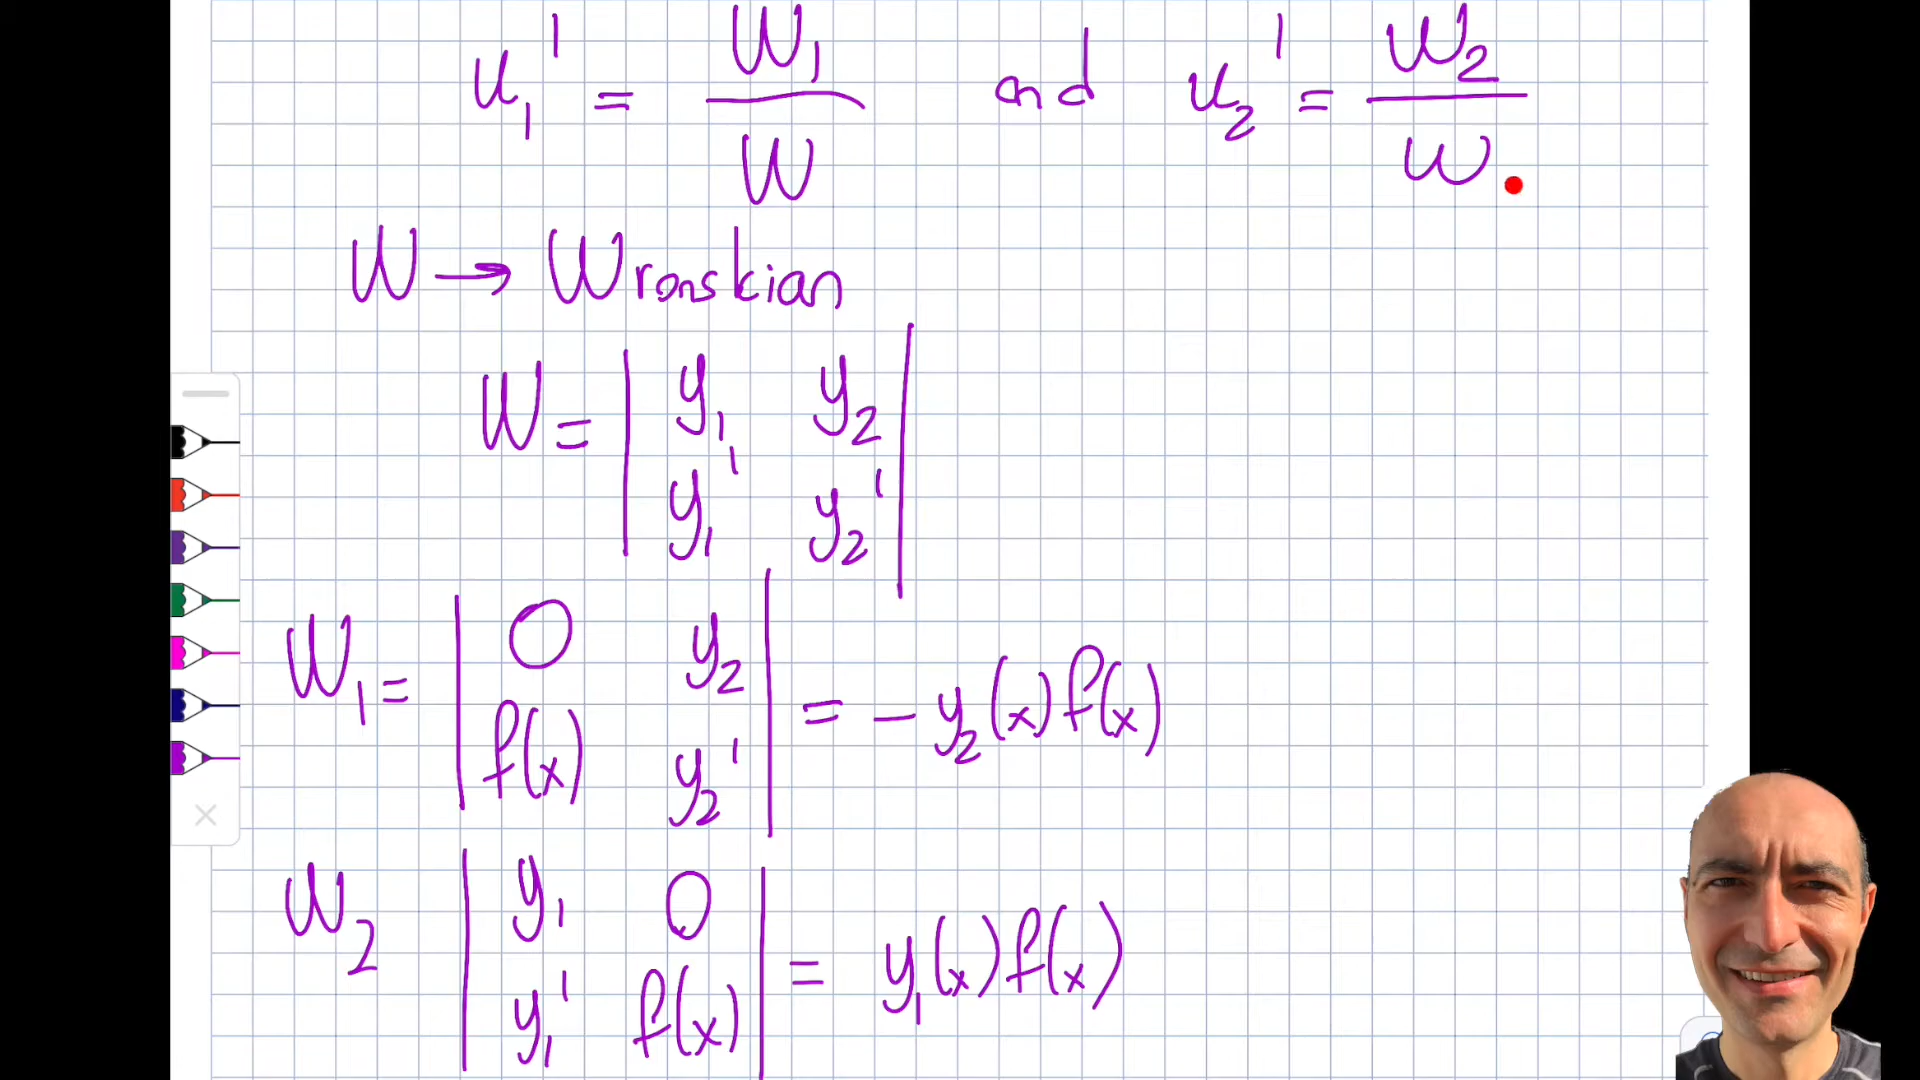 u₁' = W₁/W and u₂' = W₂/W
W → Wronskian
W = | y₁ y₂ |
| y₁' y₂' |
W₁ = | 0 y₂ | = - y₂(x)f(x)
| f(x) y₂' |
W₂ | y₁ 0 | = y₁(x)f(x)
| y₁' f(x) |